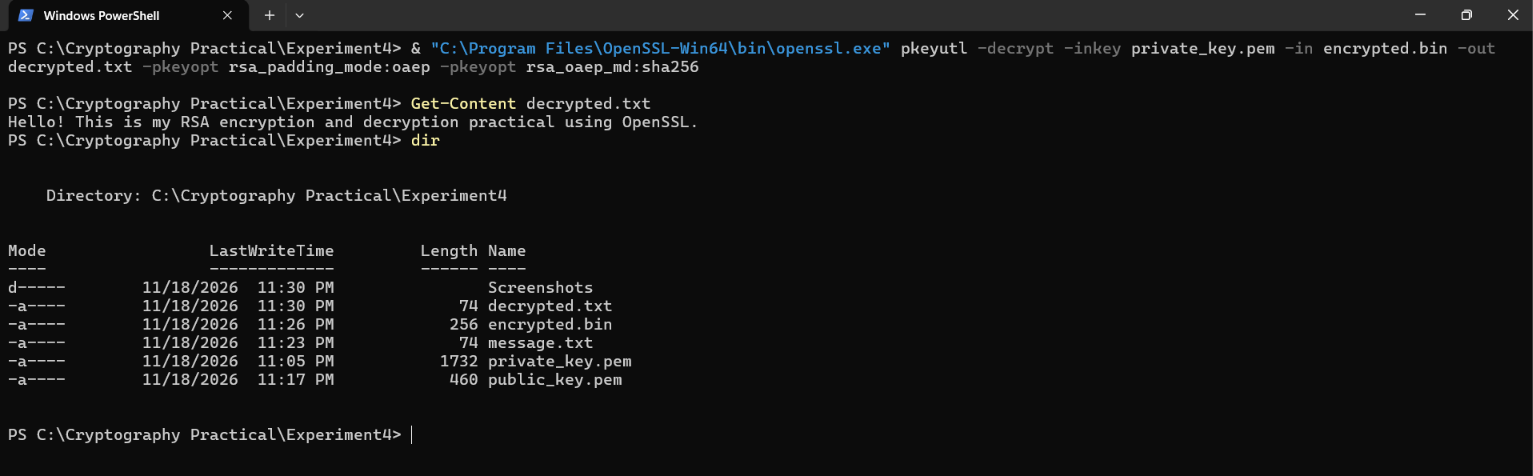 Windows PowerShell
PS C:\Cryptography Practical\Experiment4> & "C:\Program Files\OpenSSL-Win64\bin\openssl.exe" pkeyutl -decrypt -inkey private_key.pem -in encrypted.bin -out
decrypted.txt -pkeyopt rsa_padding_mode:oaep -pkeyopt rsa_oaep_md:sha256
PS C:\Cryptography Practical\Experiment4> Get-Content decrypted.txt
Hello! This is my RSA encryption and decryption practical using OpenSSL.
PS C:\Cryptography Practical\Experiment4> dir
Directory: C:\Cryptography Practical\Experiment4
Mode LastWriteTime Length Name
---- ------------- ------ ----
d----- 11/18/2026 11:30 PM Screenshots
-a---- 11/18/2026 11:30 PM 74 decrypted.txt
-a---- 11/18/2026 11:26 PM 256 encrypted.bin
-a---- 11/18/2026 11:23 PM 74 message.txt
-a---- 11/18/2026 11:05 PM 1732 private_key.pem
-a---- 11/18/2026 11:17 PM 460 public_key.pem
PS C:\Cryptography Practical\Experiment4>